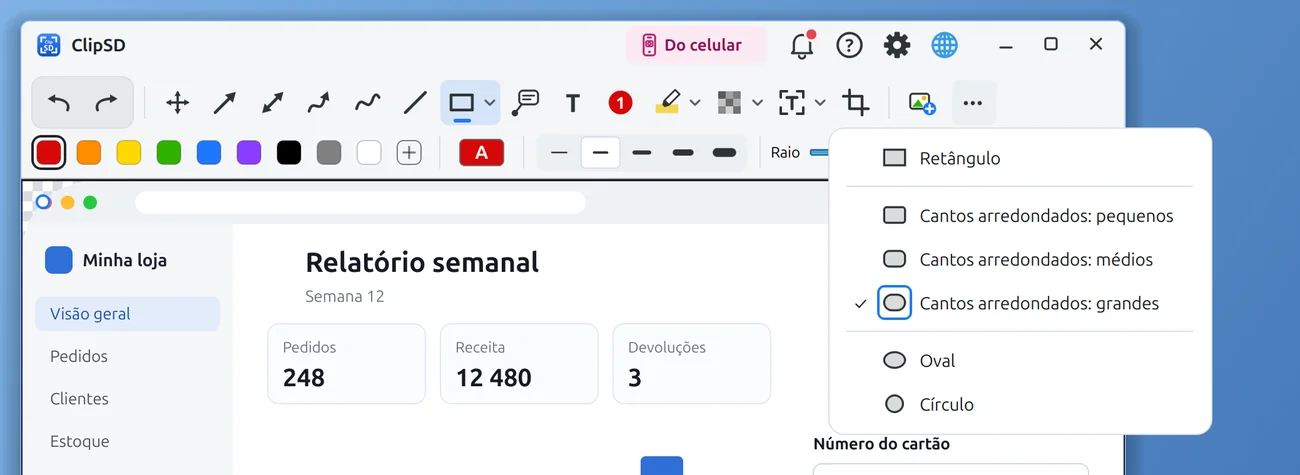 ClipSD
Do celular
T
1
A
Raio
Retângulo
Cantos arredondados: pequenos
Cantos arredondados: médios
Cantos arredondados: grandes
Oval
Círculo
Minha loja
Visão geral
Pedidos
Clientes
Estoque
Relatório semanal
Semana 12
Pedidos
248
Receita
12 480
Devoluções
3
Número do cartão